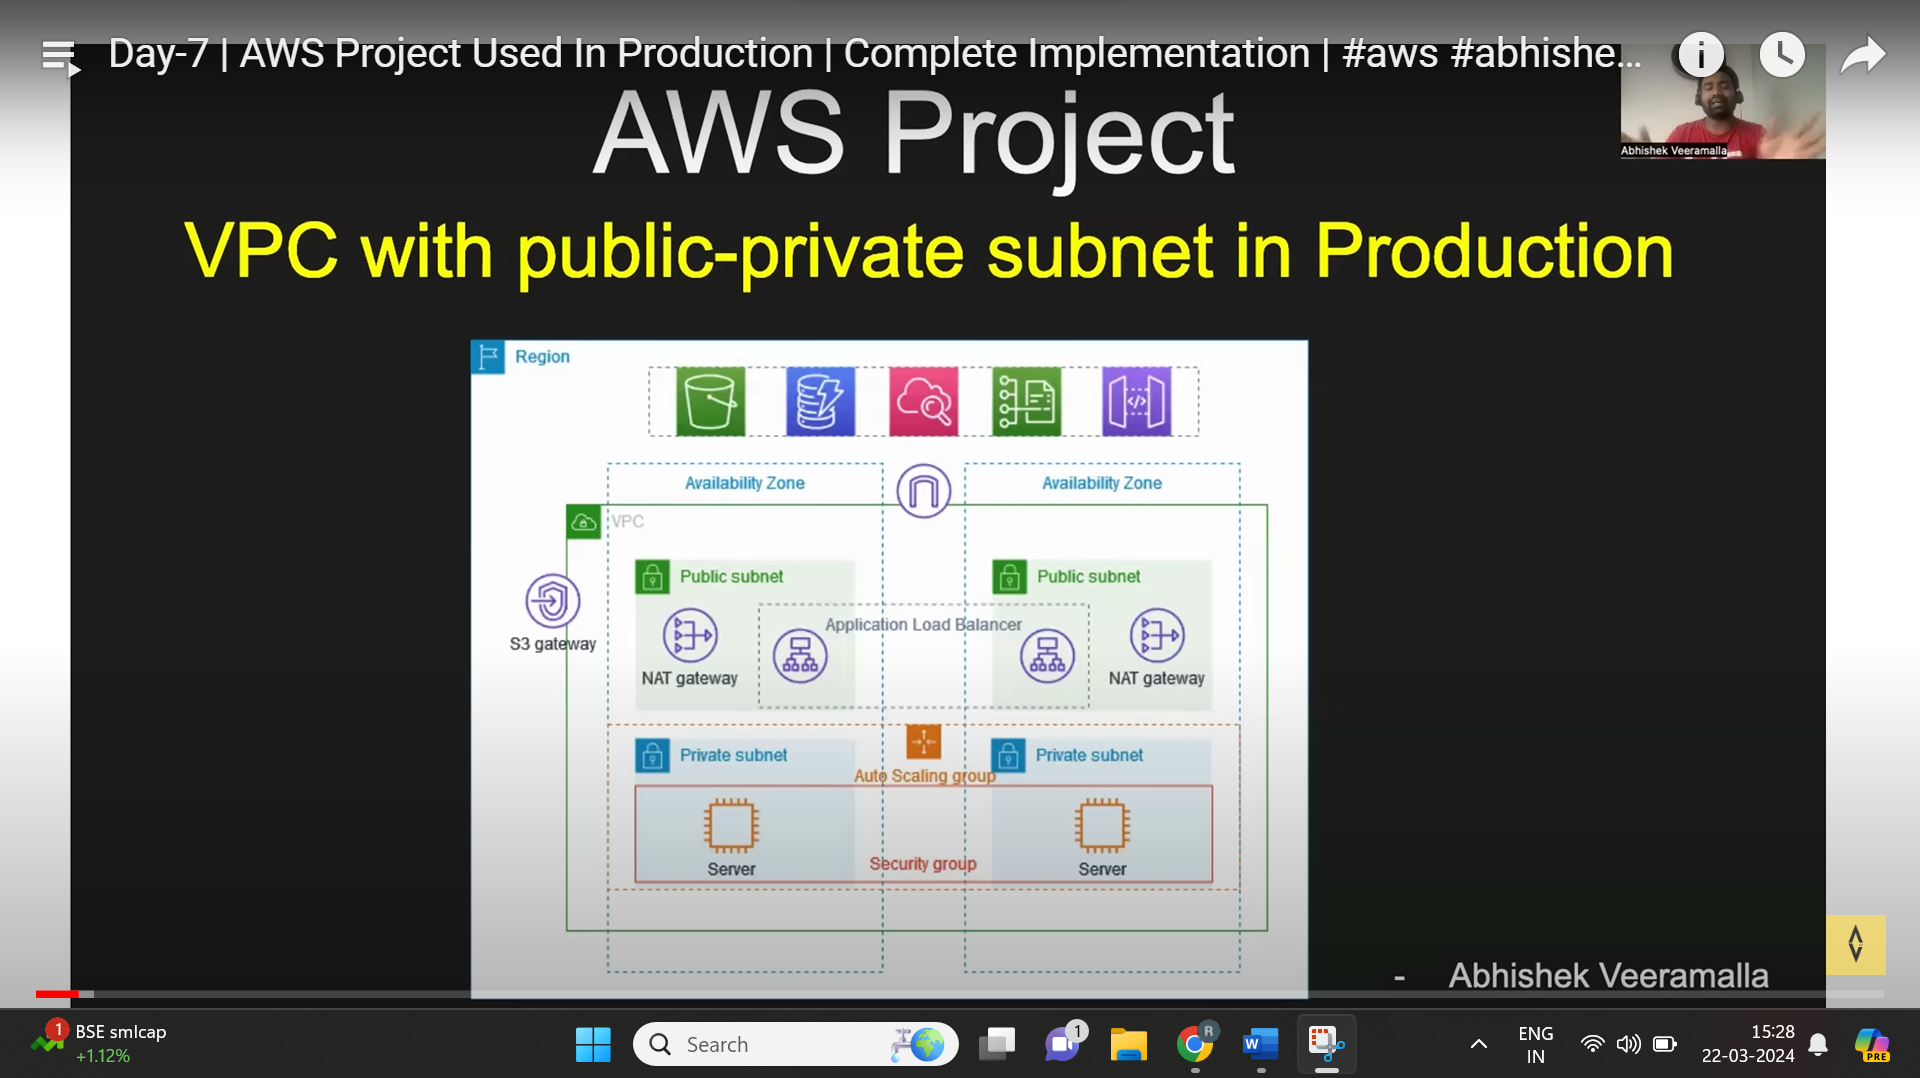 Day-7 | AWS Project Used In Production | Complete Implementation | #aws #abhishe...
Abhishek Veeramalla
AWS Project
VPC with public-private subnet in Production
Region
Availability Zone
Availability Zone
VPC
Public subnet
Public subnet
Application Load Balancer
S3 gateway
NAT gateway
NAT gateway
Private subnet
Private subnet
Auto Scaling group
Security group
Server
Server
- Abhishek Veeramalla
1
BSE smlcap
+1.12%
Search
1
R
W
ENG
IN
15:28
22-03-2024
PRE